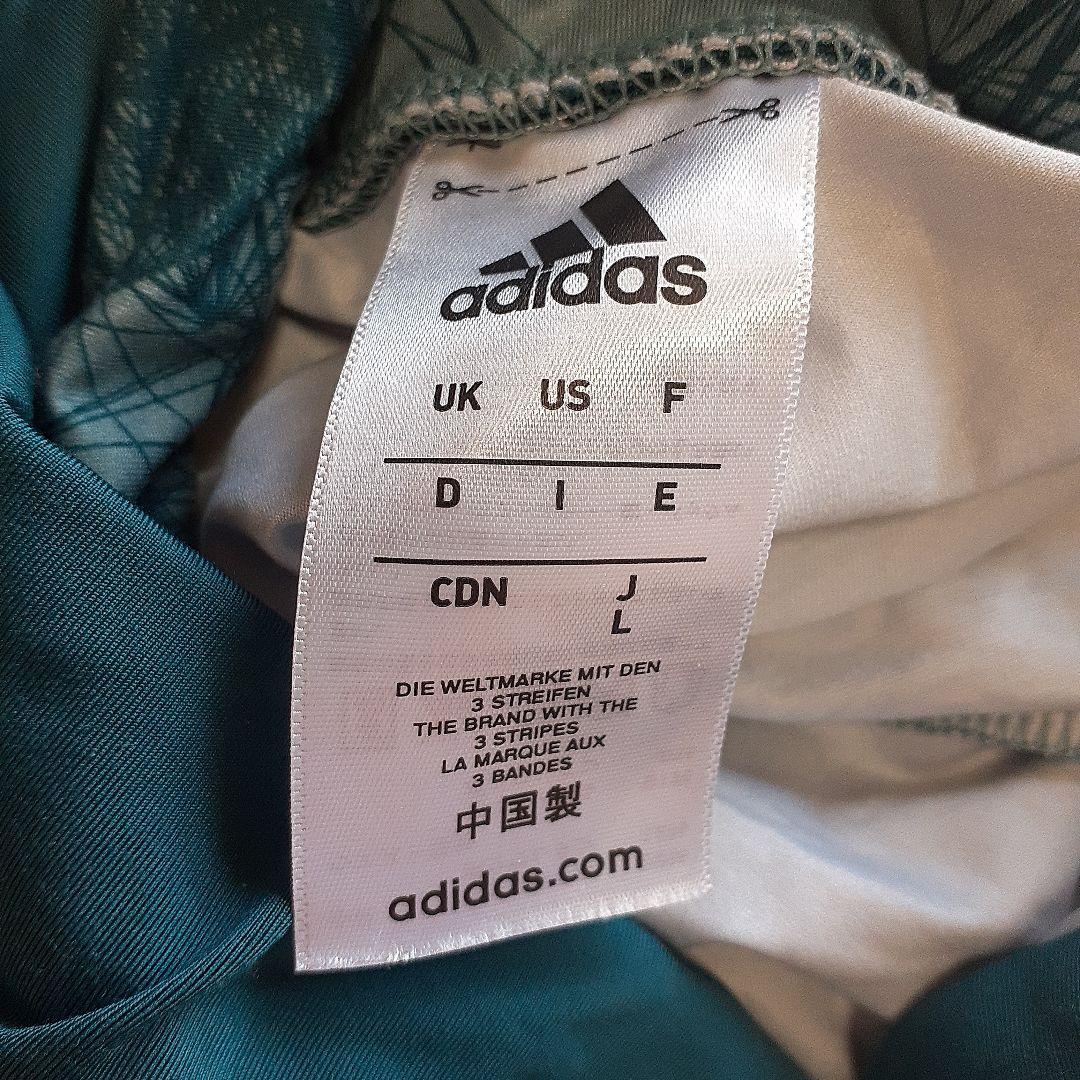 adidas
UK US F
D I E
CDN J
L
DIE WELTMARKE MIT DEN
3 STREIFEN
THE BRAND WITH THE
3 STRIPES
LA MARQUE AUX
3 BANDES
中国製
adidas.com